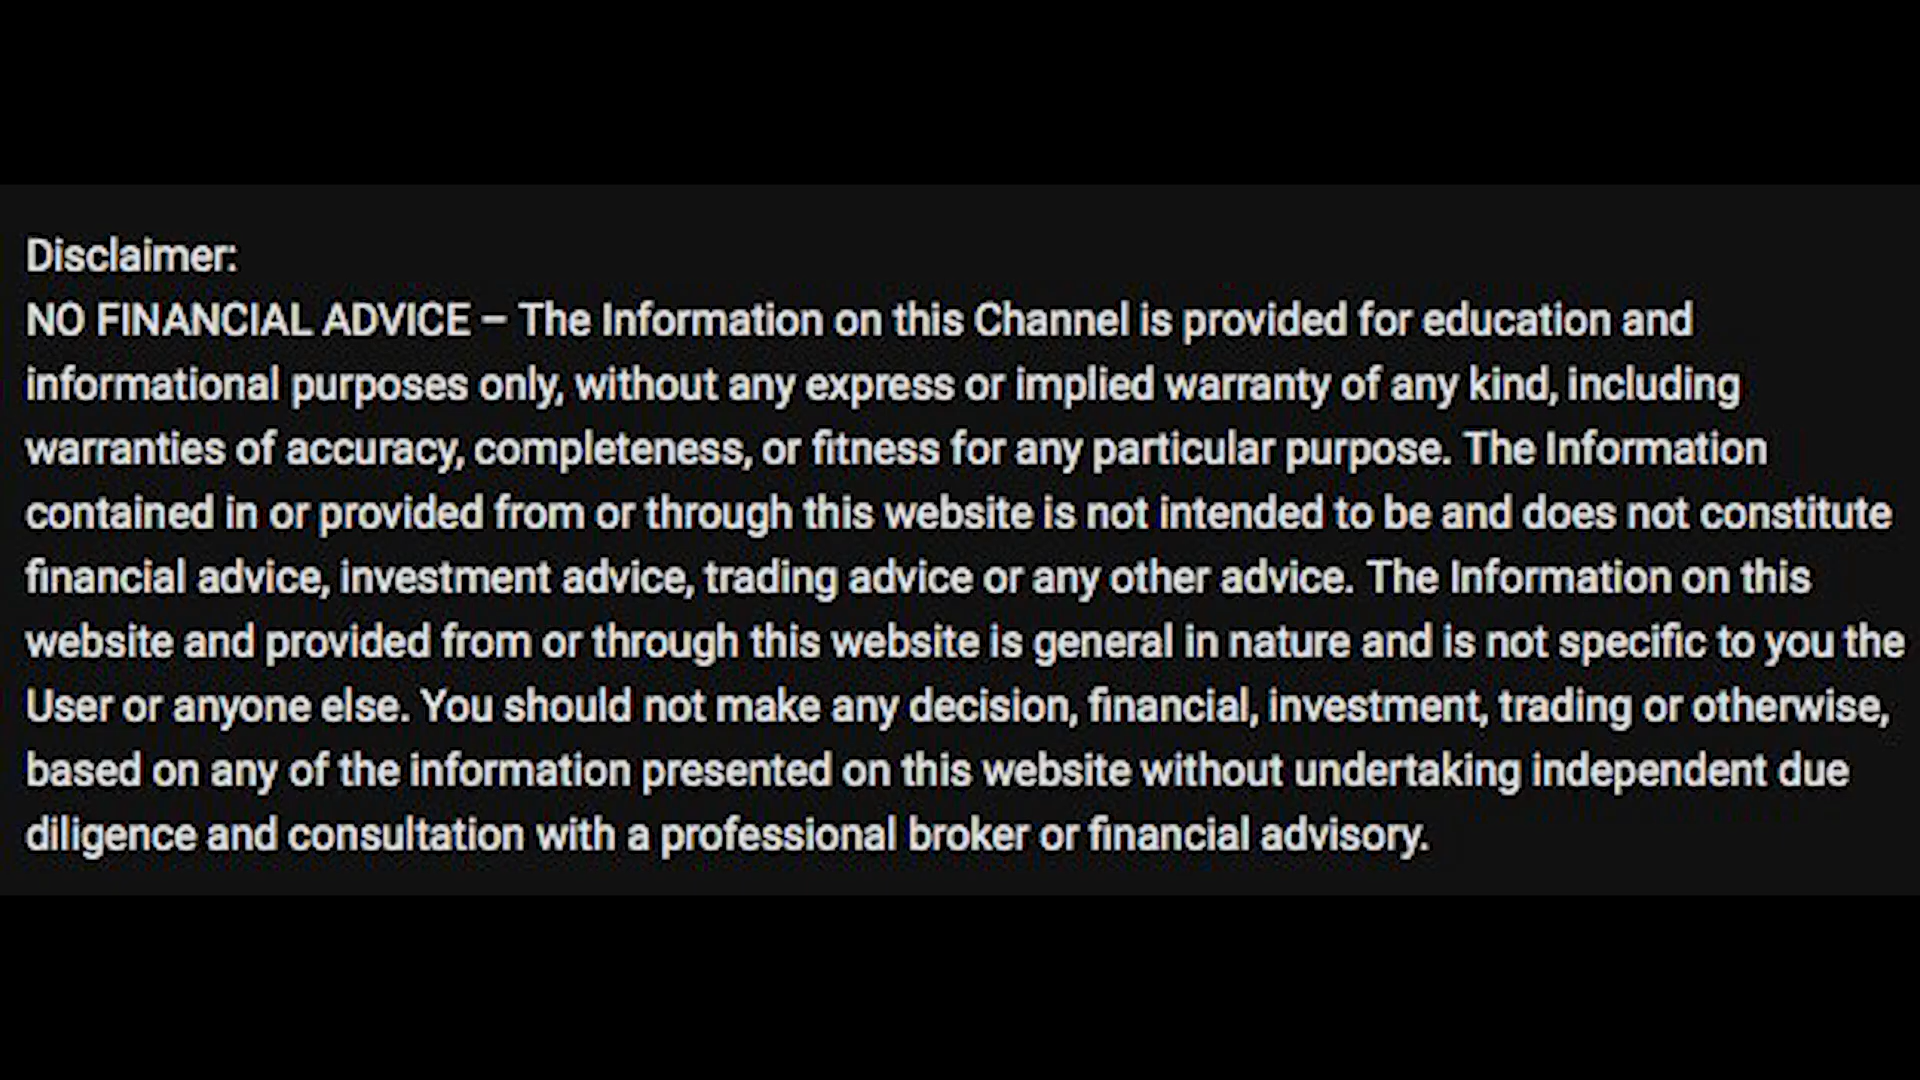 Disclaimer:
NO FINANCIAL ADVICE – The Information on this Channel is provided for education and
informational purposes only, without any express or implied warranty of any kind, including
warranties of accuracy, completeness, or fitness for any particular purpose. The Information
contained in or provided from or through this website is not intended to be and does not constitute
financial advice, investment advice, trading advice or any other advice. The Information on this
website and provided from or through this website is general in nature and is not specific to you the
User or anyone else. You should not make any decision, financial, investment, trading or otherwise,
based on any of the information presented on this website without undertaking independent due
diligence and consultation with a professional broker or financial advisory.